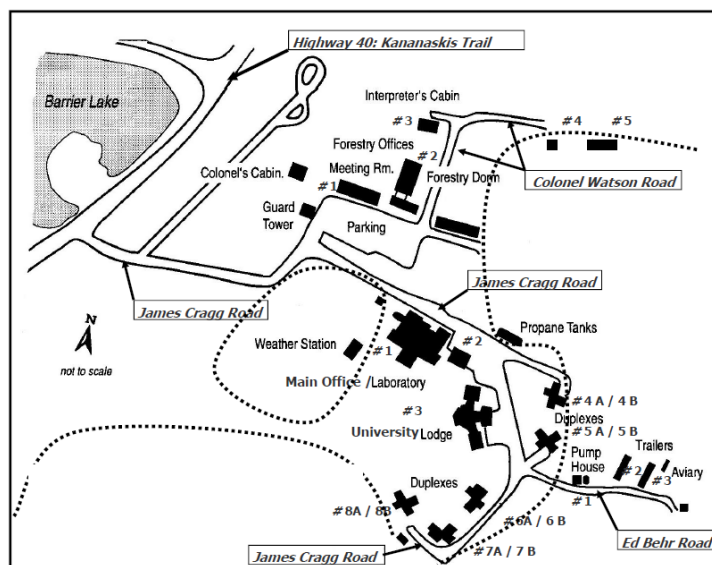 Highway 40: Kananaskis Trail
Barrier Lake
Interpreter's Cabin
#3
#4
#5
Forestry Offices
#2
Meeting Rm.
Colonel's Cabin.
#1
Forestry Dorm
Colonel Watson Road
Guard
Tower
Parking
James Cragg Road
James Cragg Road
N
not to scale
Weather Station
#1
#2
Propane Tanks
Main Office /Laboratory
#4 A / 4 B
#3
Duplexes
University Lodge
#5 A / 5 B
Trailers
Pump
House
#2
Aviary
#3
Duplexes
#1
#8A / 8B
#6A / 6 B
#7A / 7 B
James Cragg Road
Ed Behr Road